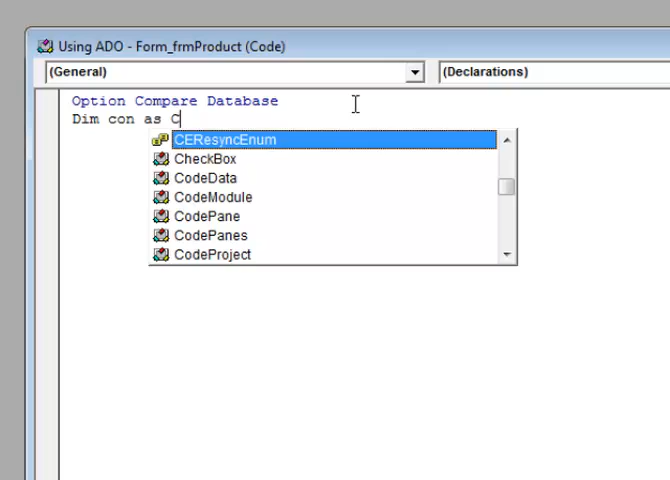 Using ADO - Form_frmProduct (Code)
(General)
(Declarations)
Option Compare Database
Dim con as C
CEResyncEnum
CheckBox
CodeData
CodeModule
CodePane
CodePanes
CodeProject